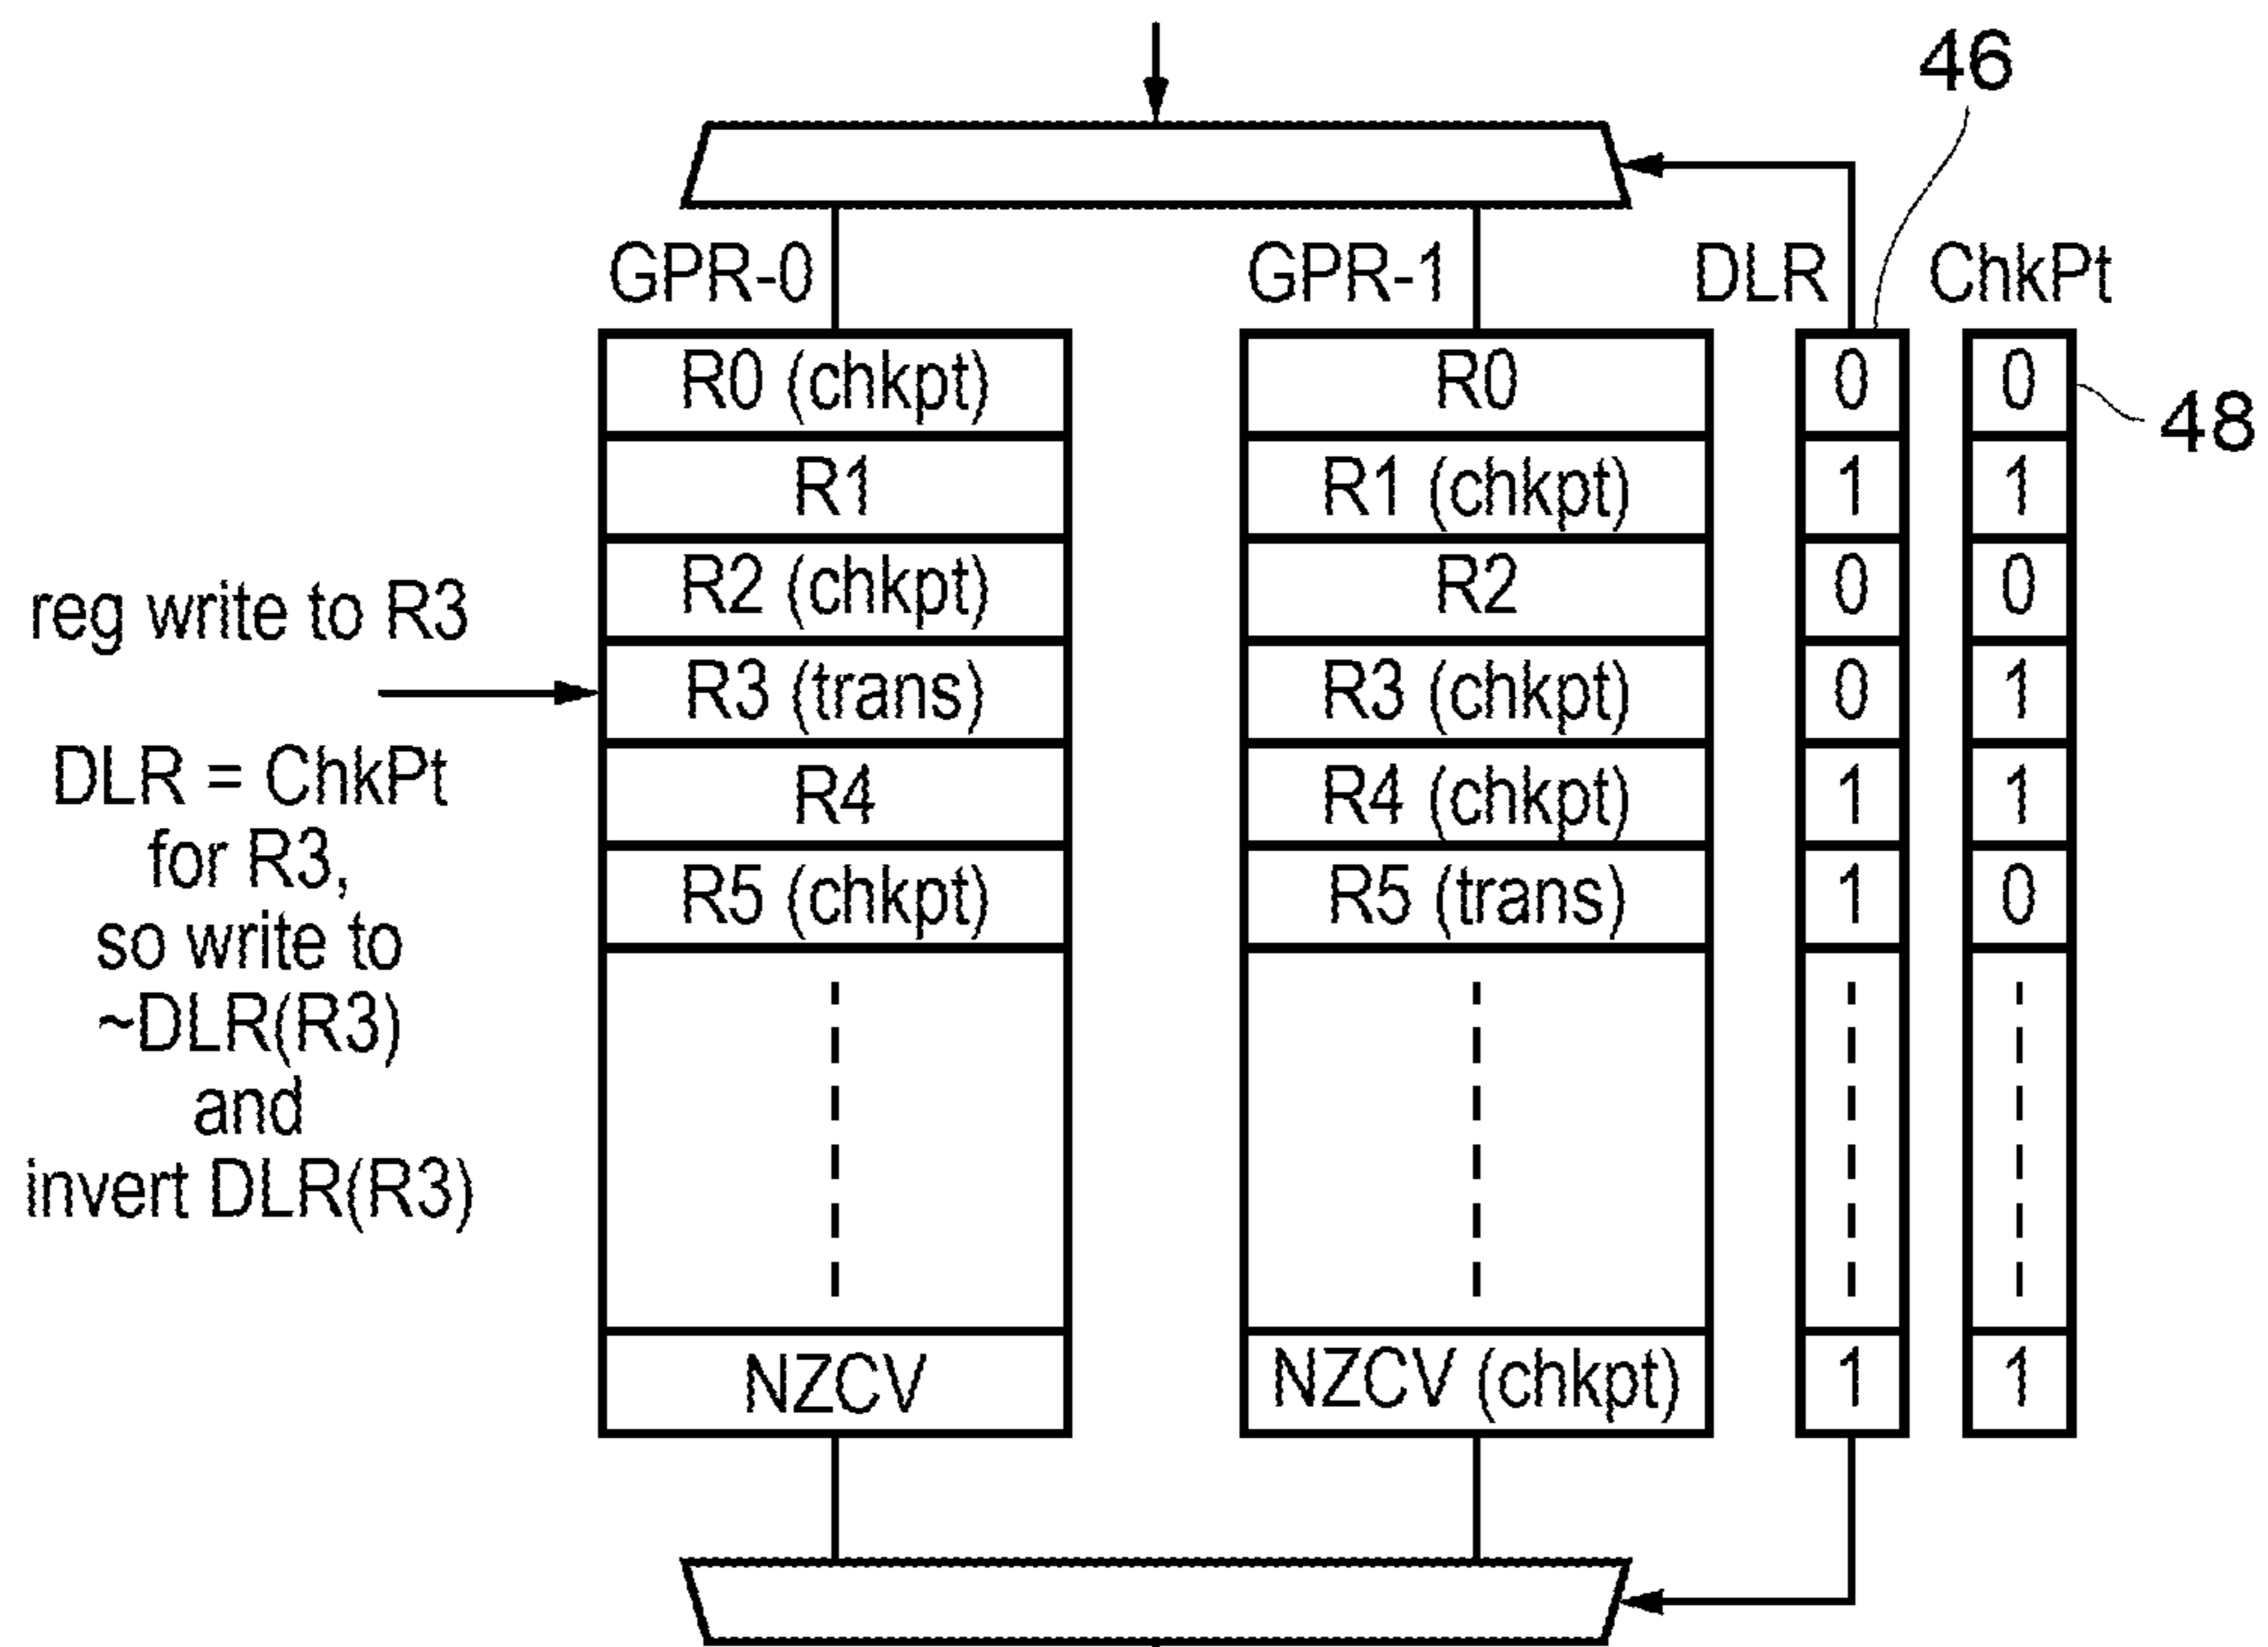 46
GPR-0 GPR-1 DLR ChkPt
R0 (chkpt) R0 0 0
48
R1 R1 (chkpt) 1 1
R2 (chkpt) R2 0 0
reg write to R3
R3 (trans) R3 (chkpt) 0 1
DLR = ChkPt
for R3,
so write to
~DLR(R3)
and
invert DLR(R3)
R4 R4 (chkpt) 1 1
R5 (chkpt) R5 (trans) 1 0
NZCV NZCV (chkpt) 1 1